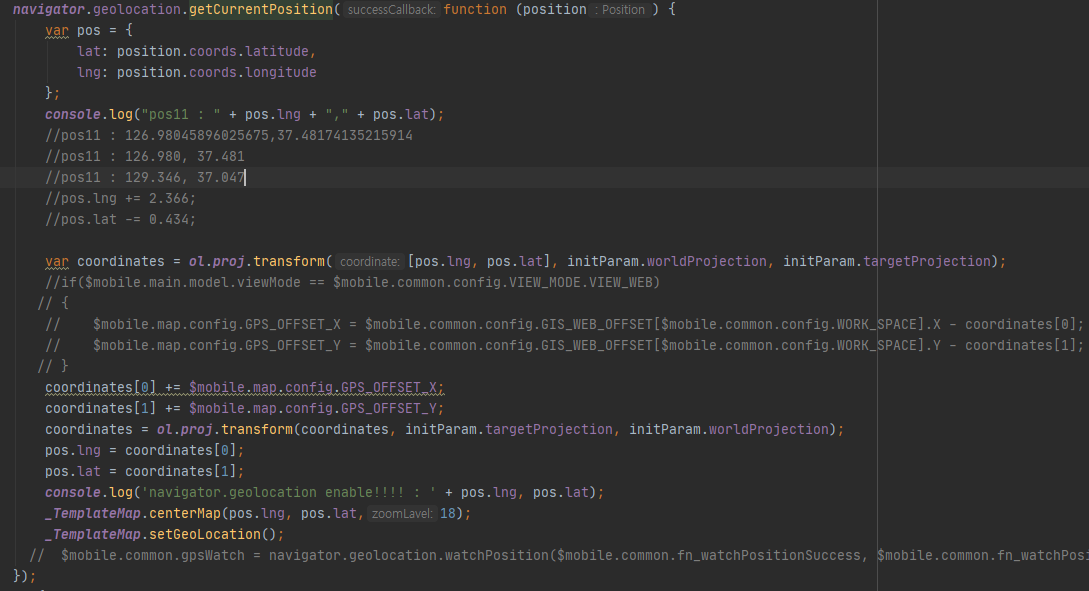 navigator.geolocation.getCurrentPosition( successCallback: function (position : Position ) {
    var pos = {
        lat: position.coords.latitude,
        lng: position.coords.longitude
    };
    console.log("pos11 : " + pos.lng + "," + pos.lat);
    //pos11 : 126.98045896025675,37.48174135215914
    //pos11 : 126.980, 37.481
    //pos11 : 129.346, 37.047
    //pos.lng += 2.366;
    //pos.lat -= 0.434;
    var coordinates = ol.proj.transform( coordinate: [pos.lng, pos.lat], initParam.worldProjection, initParam.targetProjection);
    //if($mobile.main.model.viewMode == $mobile.common.config.VIEW_MODE.VIEW_WEB)
   // {
    //    $mobile.map.config.GPS_OFFSET_X = $mobile.common.config.GIS_WEB_OFFSET[$mobile.common.config.WORK_SPACE].X - coordinates[0];
    //    $mobile.map.config.GPS_OFFSET_Y = $mobile.common.config.GIS_WEB_OFFSET[$mobile.common.config.WORK_SPACE].Y - coordinates[1];
   // }
    coordinates[0] += $mobile.map.config.GPS_OFFSET_X;
    coordinates[1] += $mobile.map.config.GPS_OFFSET_Y;
    coordinates = ol.proj.transform(coordinates, initParam.targetProjection, initParam.worldProjection);
    pos.lng = coordinates[0];
    pos.lat = coordinates[1];
    console.log('navigator.geolocation enable!!!! : ' + pos.lng, pos.lat);
    _TemplateMap.centerMap(pos.lng, pos.lat, zoomLavel: 18);
    _TemplateMap.setGeoLocation();
  //  $mobile.common.gpsWatch = navigator.geolocation.watchPosition($mobile.common.fn_watchPositionSuccess, $mobile.common.fn_watchPosi
});